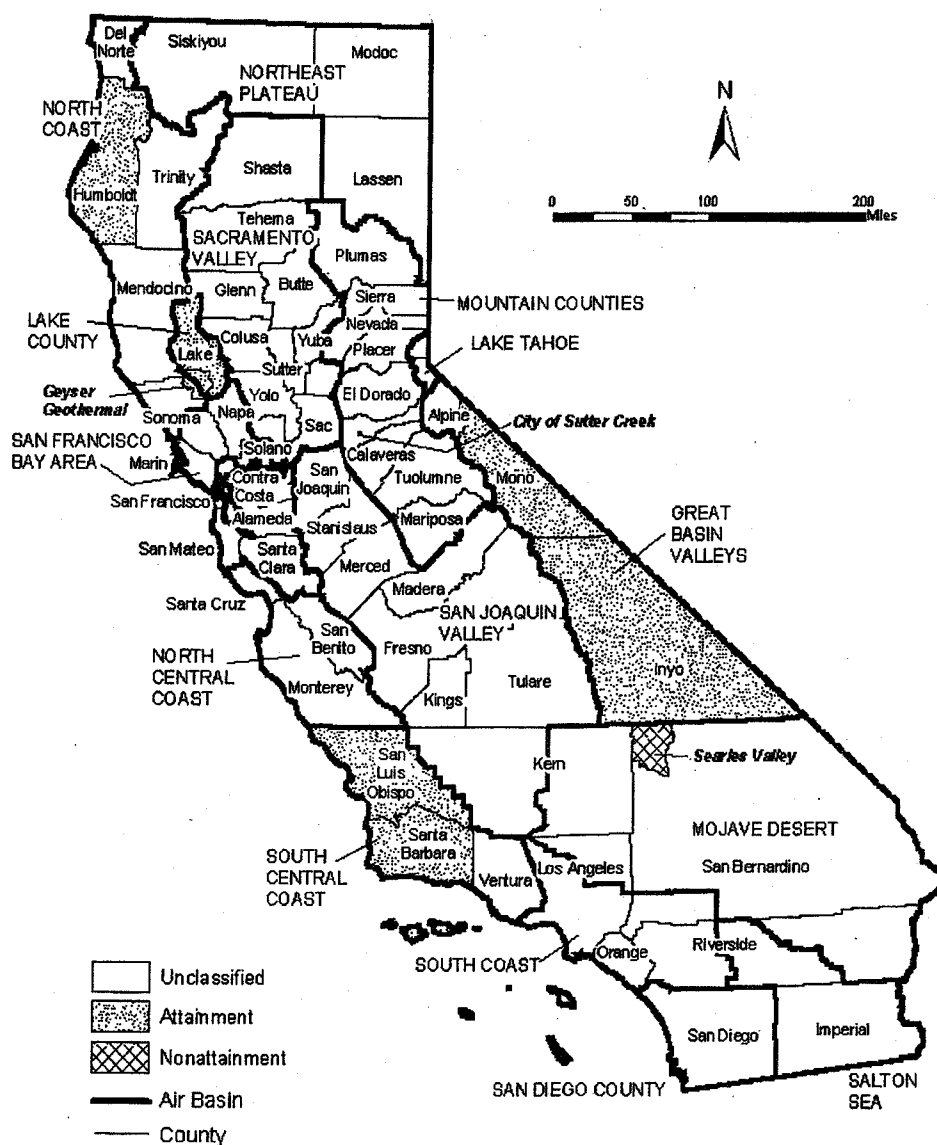 Del
Norte
Siskiyou
Modoc
NORTHEAST
PLATEAU
N
NORTH
COAST
Humboldt
Trinity
Shasta
Lassen
0 50 100 200
Miles
Tehema
SACRAMENTO
VALLEY
Plumas
Mendocino
Glenn
Butte
Sierra
MOUNTAIN COUNTIES
Nevada
LAKE
COUNTY
Colusa
Yuba
Placer
LAKE TAHOE
Lake
Sutter
Geyser
Geothermal
Yolo
El Dorado
Napa
Alpine
City of Sutter Creek
Sonoma
Sac
SAN FRANCISCO
BAY AREA
Solano
Calaveras
Marin
Contra
Costa
San
Joaquin
Tuolumne
Mono
San Francisco
Alameda
Stanislaus
Mariposa
GREAT
BASIN
VALLEYS
San Mateo
Santa
Clara
Merced
Madera
Santa Cruz
SAN JOAQUIN
VALLEY
San
Benito
Fresno
NORTH
CENTRAL
COAST
Inyo
Monterey
Kings
Tulare
San
Luis
Obispo
Kern
Searles Valley
SOUTH
CENTRAL
COAST
Santa
Barbara
MOJAVE DESERT
Ventura
Los Angeles
San Bernardino
SOUTH COAST
Orange
Riverside
Unclassified
Attainment
Nonattainment
Air Basin
County
San Diego
Imperial
SAN DIEGO COUNTY
SALTON
SEA